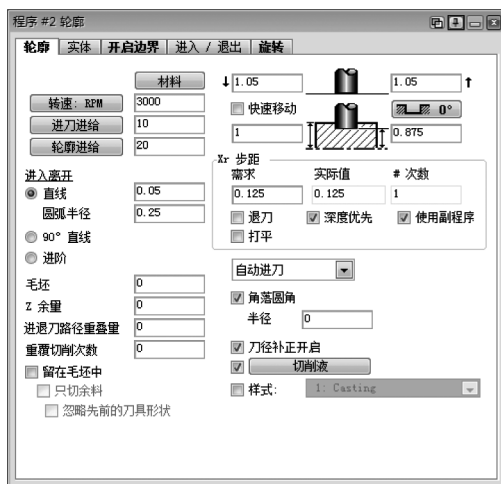 程序 #2 轮廓
轮廓 实体 开启边界 进入 / 退出 旋转
材料
转速: RPM 3000
进刀进给 10
轮廓进给 20
进入离开
直线 0.05
圆弧半径 0.25
90° 直线
进阶
毛坯 0
Z 余量 0
进退刀路径重叠量 0
重覆切削次数 0
留在毛坯中
只切余料
忽略先前的刀具形状
1.05 1.05
快速移动 0°
1 0.875
Xr 步距
需求 实际值 # 次数
0.125 0.125 1
退刀 深度优先 使用副程序
打平
自动进刀
角落圆角
半径 0
刀径补正开启
切削液
样式: 1: Casting